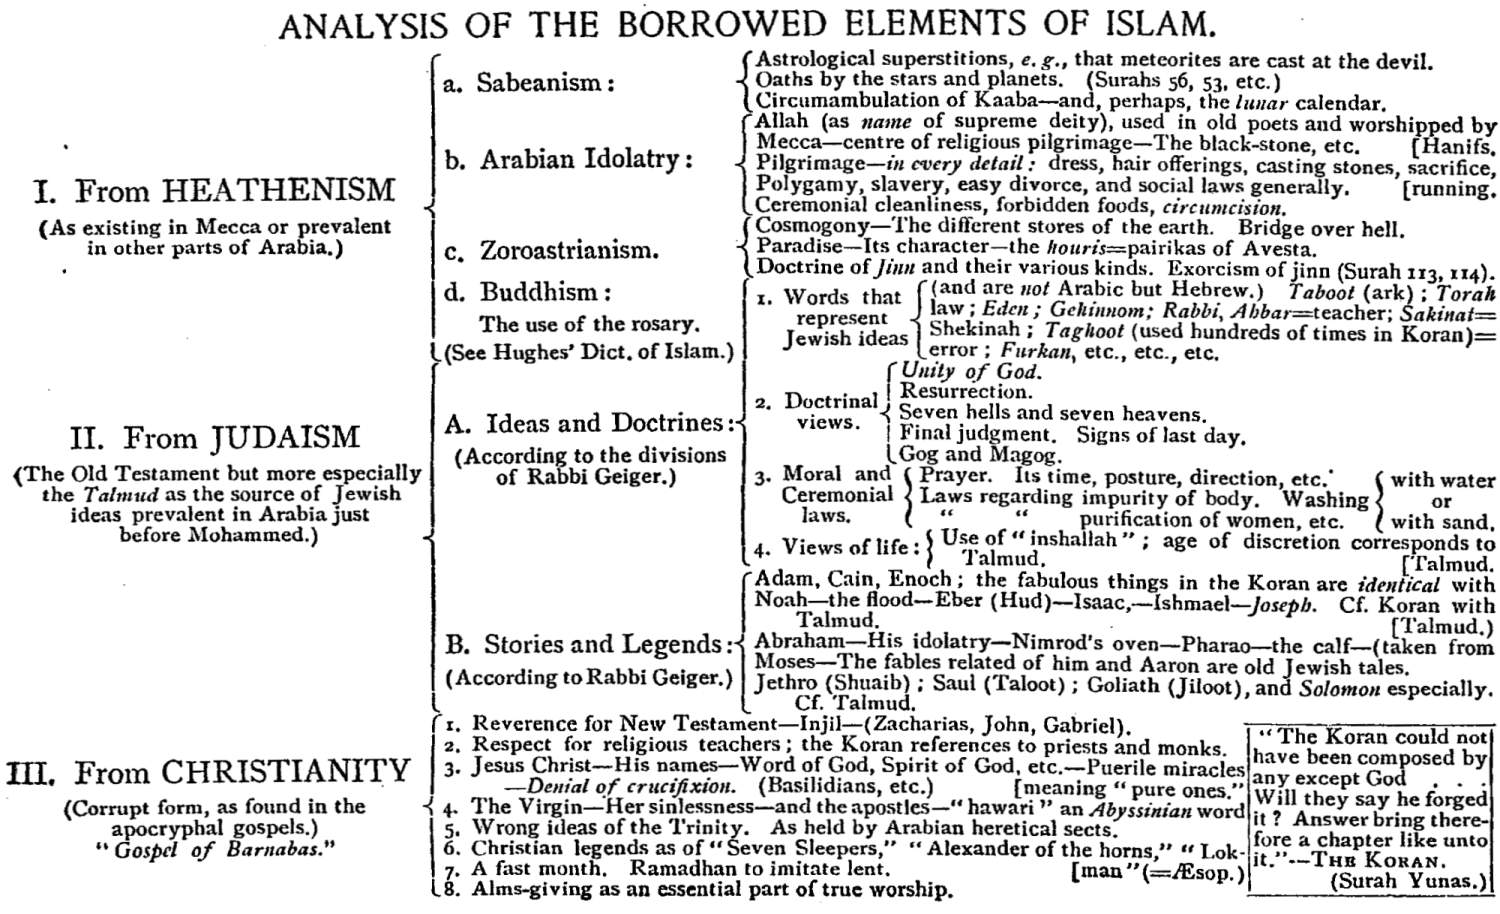 ANALYSIS OF THE BORROWED ELEMENTS OF ISLAM.
I. From HEATHENISM
(As existing in Mecca or prevalent
in other parts of Arabia.)
a. Sabeanism:
Astrological superstitions, e. g., that meteorites are cast at the devil.
Oaths by the stars and planets. (Surahs 56, 53, etc.)
Circumambulation of Kaaba—and, perhaps, the lunar calendar.
b. Arabian Idolatry:
Allah (as name of supreme deity), used in old poets and worshipped by
Mecca—centre of religious pilgrimage—The black-stone, etc. [Hanifs.
Pilgrimage—in every detail: dress, hair offerings, casting stones, sacrifice,
Polygamy, slavery, easy divorce, and social laws generally. [running.
Ceremonial cleanliness, forbidden foods, circumcision.
c. Zoroastrianism.
Cosmogony—The different stores of the earth. Bridge over hell.
Paradise—Its character—the houris=pairikas of Avesta.
Doctrine of Jinn and their various kinds. Exorcism of jinn (Surah 113, 114).
d. Buddhism:
The use of the rosary.
(See Hughes' Dict. of Islam.)
II. From JUDAISM
(The Old Testament but more especially
the Talmud as the source of Jewish
ideas prevalent in Arabia just
before Mohammed.)
A. Ideas and Doctrines:
(According to the divisions
of Rabbi Geiger.)
1. Words that
represent
Jewish ideas
(and are not Arabic but Hebrew.) Taboot (ark); Torah
law; Eden; Gehinnom; Rabbi, Ahbar=teacher; Sakinat=
Shekinah; Taghoot (used hundreds of times in Koran)=
error; Furkan, etc., etc., etc.
2. Doctrinal
views.
Unity of God.
Resurrection.
Seven hells and seven heavens.
Final judgment. Signs of last day.
Gog and Magog.
3. Moral and
Ceremonial
laws.
Prayer. Its time, posture, direction, etc.
Laws regarding impurity of body. Washing
" " purification of women, etc.
with water
or
with sand.
4. Views of life:
Use of "inshallah"; age of discretion corresponds to
Talmud. [Talmud.
B. Stories and Legends:
(According to Rabbi Geiger.)
Adam, Cain, Enoch; the fabulous things in the Koran are identical with
Noah—the flood—Eber (Hud)—Isaac,—Ishmael—Joseph. Cf. Koran with
Talmud. [Talmud.)
Abraham—His idolatry—Nimrod's oven—Pharao—the calf—(taken from
Moses—The fables related of him and Aaron are old Jewish tales.
Jethro (Shuaib); Saul (Taloot); Goliath (Jiloot), and Solomon especially.
Cf. Talmud.
III. From CHRISTIANITY
(Corrupt form, as found in the
apocryphal gospels.)
"Gospel of Barnabas."
1. Reverence for New Testament—Injil—(Zacharias, John, Gabriel).
2. Respect for religious teachers; the Koran references to priests and monks.
3. Jesus Christ—His names—Word of God, Spirit of God, etc.—Puerile miracles
—Denial of crucifixion. (Basilidians, etc.) [meaning "pure ones."
4. The Virgin—Her sinlessness—and the apostles—"hawari" an Abyssinian word
5. Wrong ideas of the Trinity. As held by Arabian heretical sects.
6. Christian legends as of "Seven Sleepers," "Alexander of the horns," "Lok-
7. A fast month. Ramadhan to imitate lent. [man"(=Æsop.)
8. Alms-giving as an essential part of true worship.
"The Koran could not
have been composed by
any except God . . .
Will they say he forged
it? Answer bring there-
fore a chapter like unto
it."—THE KORAN.
(Surah Yunas.)